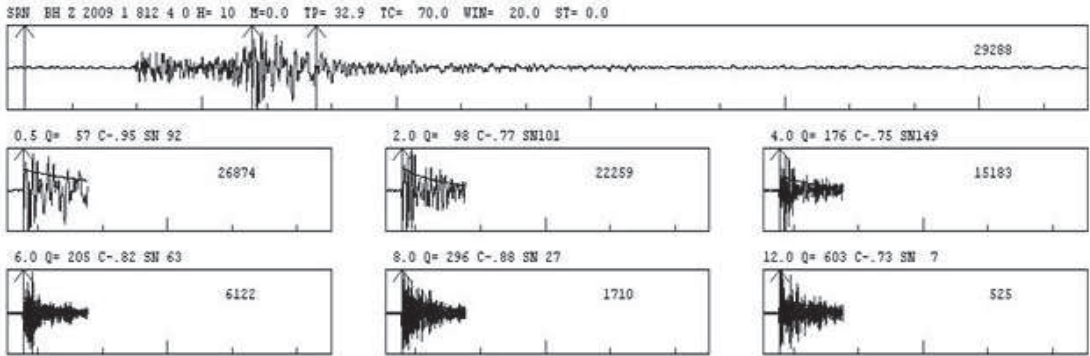 SRN BH Z 2009 1 812 4 0 H= 10 M=0.0 TP= 32.9 TC= 70.0 WIN= 20.0 ST= 0.0
29288
0.5 Q= 57 C-.95 SN 92
2.0 Q= 98 C-.77 SN101
4.0 Q= 176 C-.75 SN149
26874
22259
15183
6.0 Q= 205 C-.82 SN 63
8.0 Q= 296 C-.88 SN 27
12.0 Q= 603 C-.73 SN 7
6122
1710
525